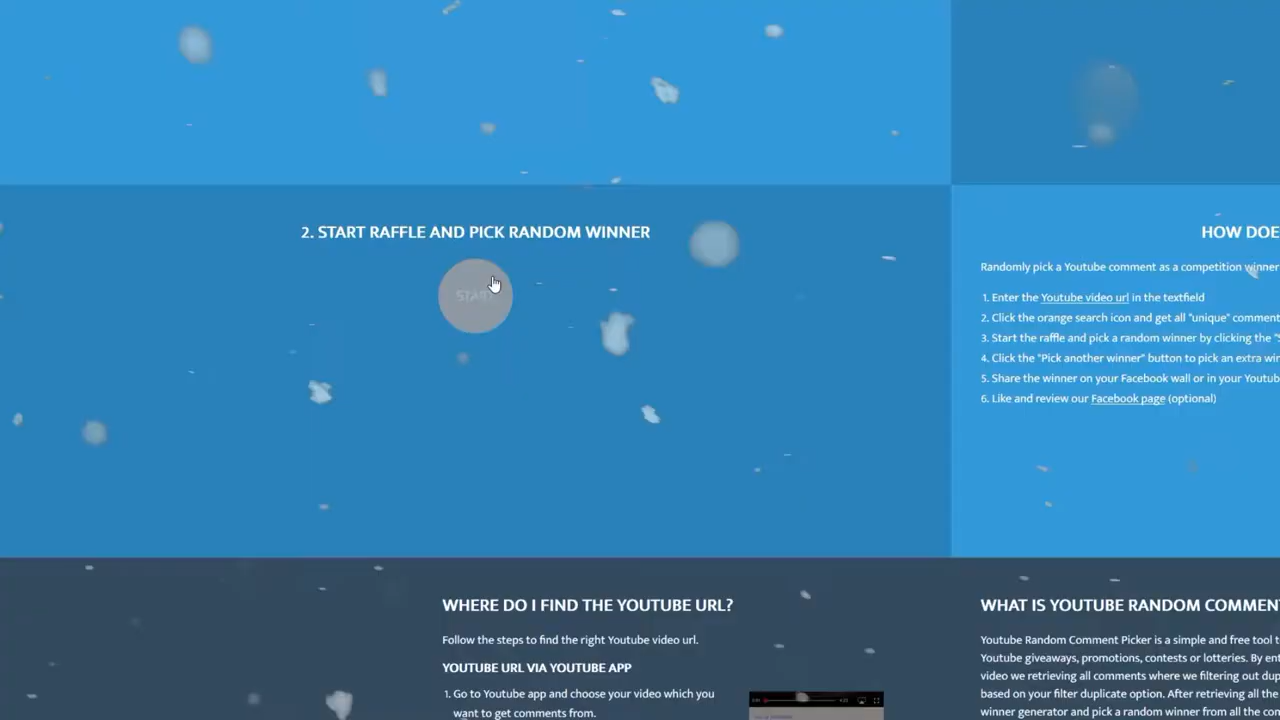 2. START RAFFLE AND PICK RANDOM WINNER
START
HOW DOE
Randomly pick a Youtube comment as a competition winner
1. Enter the Youtube video url in the textfield
2. Click the orange search icon and get all "unique" comment
3. Start the raffle and pick a random winner by clicking the "S
4. Click the "Pick another winner" button to pick an extra win
5. Share the winner on your Facebook wall or in your Youtub
6. Like and review our Facebook page (optional)
WHERE DO I FIND THE YOUTUBE URL?
Follow the steps to find the right Youtube video url.
YOUTUBE URL VIA YOUTUBE APP
1. Go to Youtube app and choose your video which you
want to get comments from.
WHAT IS YOUTUBE RANDOM COMMENT
Youtube Random Comment Picker is a simple and free tool t
Youtube giveaways, promotions, contests or lotteries. By ent
video we retrieving all comments where we filtering out dup
based on your filter duplicate option. After retrieving all the
winner generator and pick a random winner from all the con